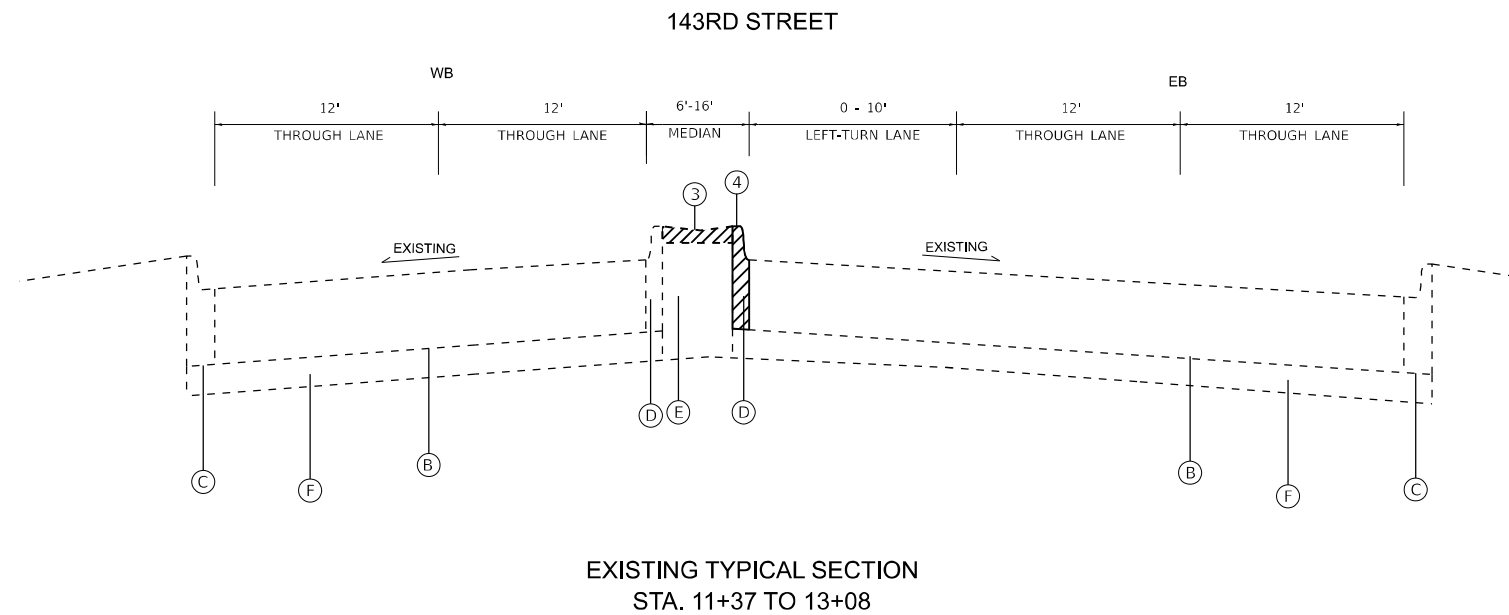 143RD STREET
WB
EB
12'
12'
6'-16'
0 - 10'
12'
12'
THROUGH LANE
THROUGH LANE
MEDIAN
LEFT-TURN LANE
THROUGH LANE
THROUGH LANE
3
4
EXISTING
EXISTING
D
E
D
C
F
B
B
F
C
EXISTING TYPICAL SECTION
STA. 11+37 TO 13+08